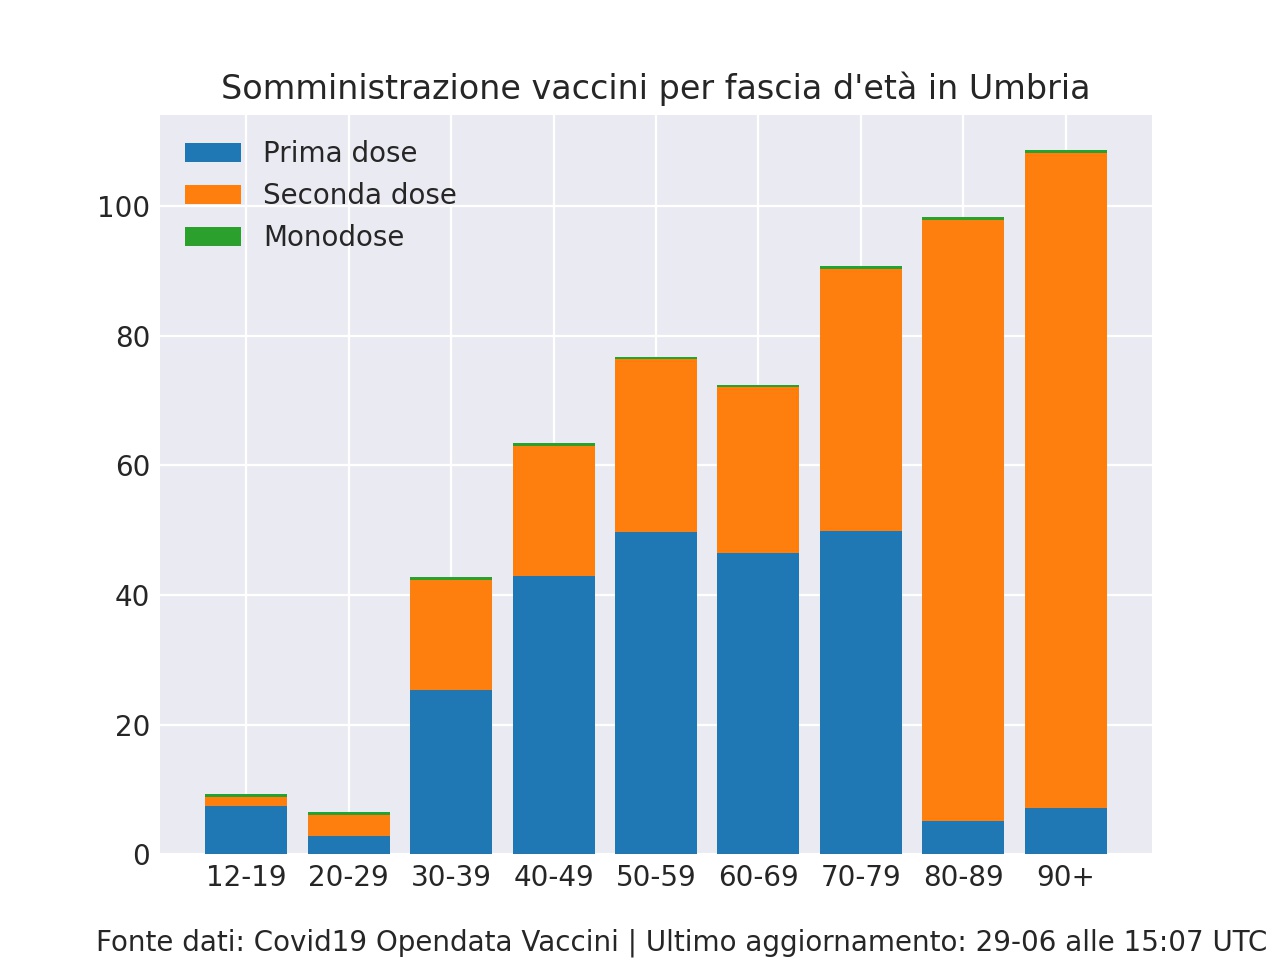 Somministrazione vaccini per fascia d'età in Umbria
Prima dose
Seconda dose
Monodose
100
80
60
40
20
0
12-19 20-29 30-39 40-49 50-59 60-69 70-79 80-89 90+
Fonte dati: Covid19 Opendata Vaccini | Ultimo aggiornamento: 29-06 alle 15:07 UTC